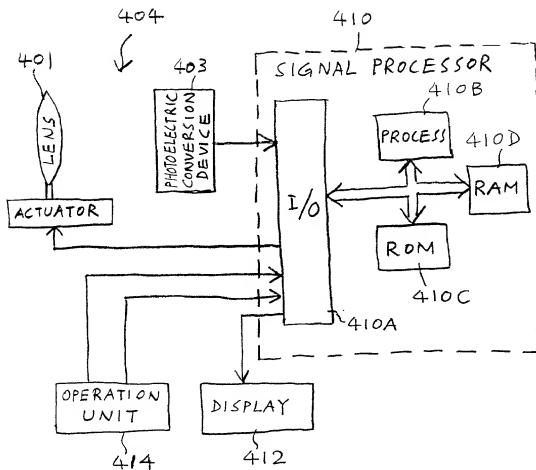 404
410
401
403
SIGNAL PROCESSOR
410B
LENS
PHOTOELECTRIC
CONVERSION
DEVICE
PROCESS
410D
I/O
RAM
ACTUATOR
ROM
410C
410A
OPERATION
UNIT
DISPLAY
414
412